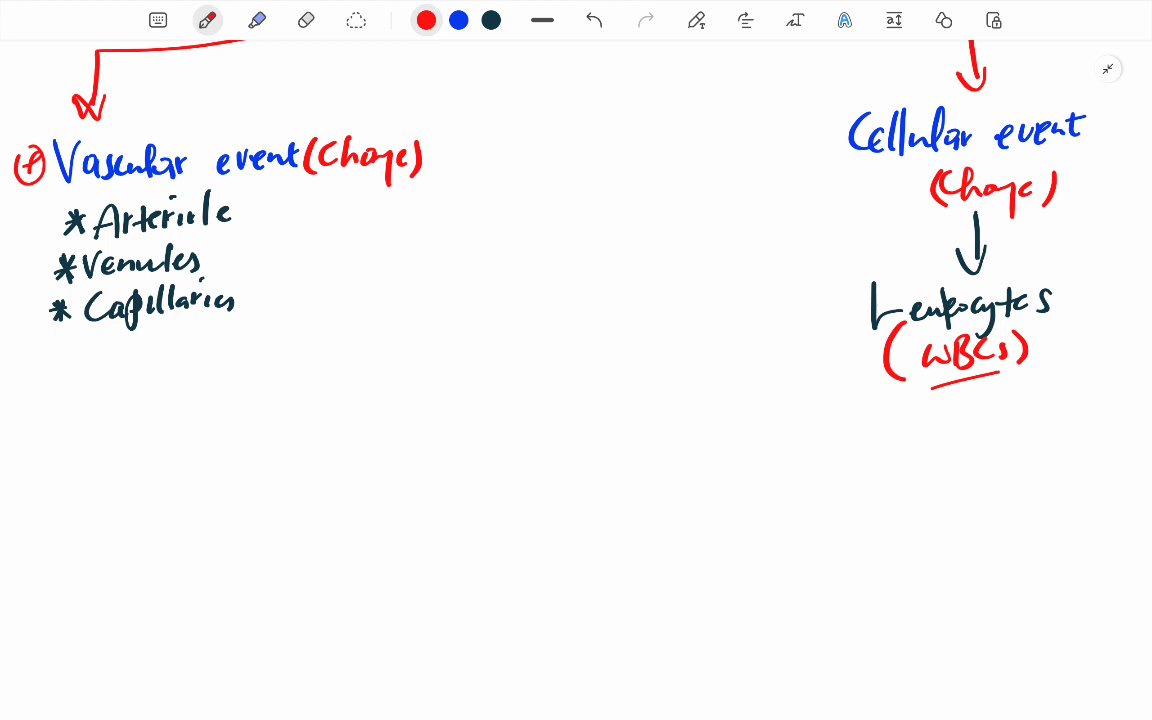 Vascular event (Change)
* Arteriole
* Venules
* Capillaries
Cellular event
(Change)
Leukocytes
(WBCs)